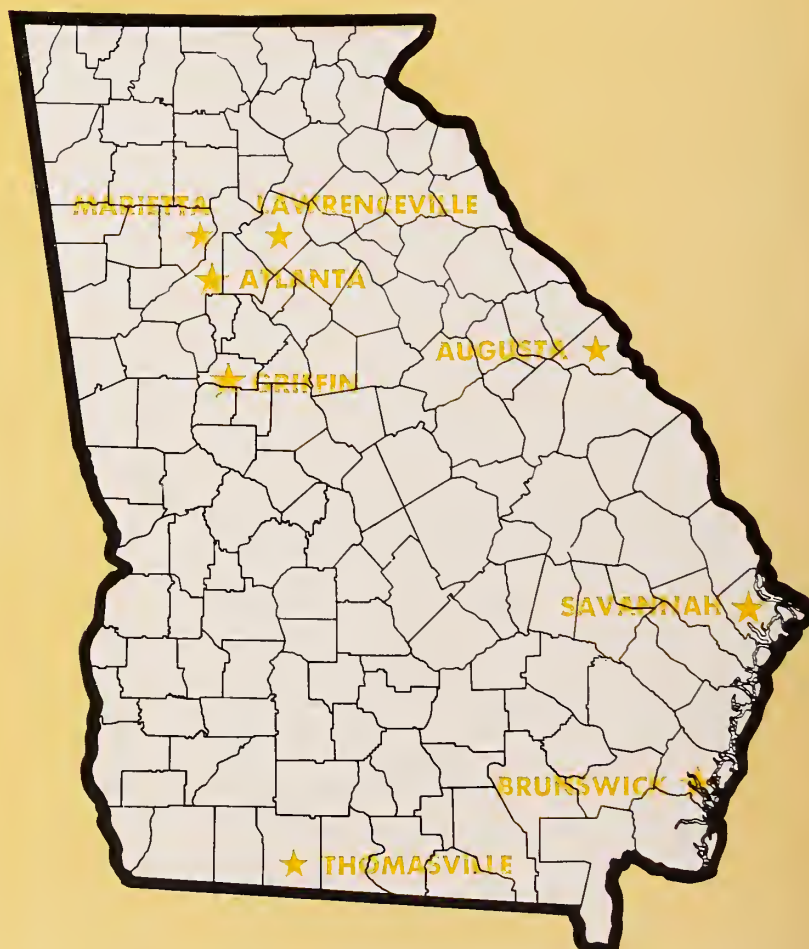 MARIETTA
LAWRENCEVILLE
ATLANTA
AUGUSTA
GRIFFIN
SAVANNAH
BRUNSWICK
THOMASVILLE